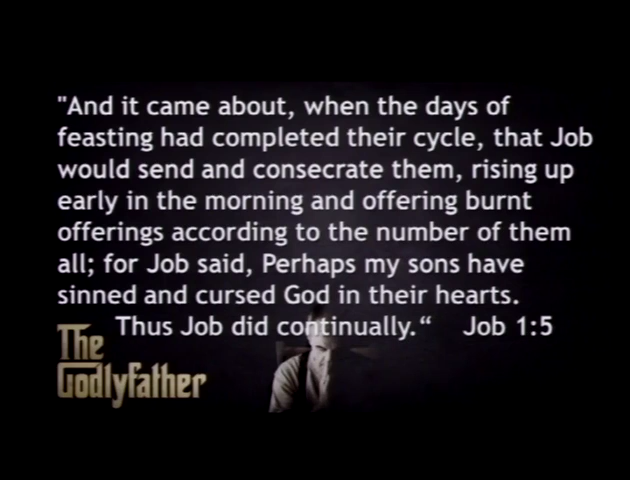 "And it came about, when the days of
feasting had completed their cycle, that Job
would send and consecrate them, rising up
early in the morning and offering burnt
offerings according to the number of them
all; for Job said, Perhaps my sons have
sinned and cursed God in their hearts.
Thus Job did continually.“ Job 1:5
The
Godlyfather